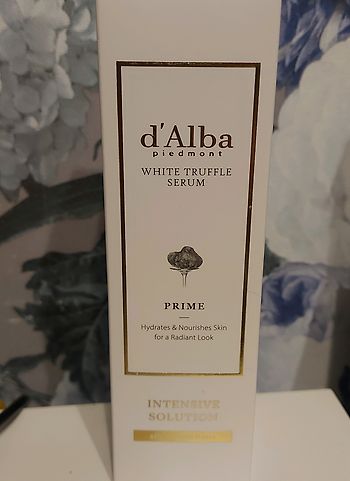 d'Alba
piedmont
WHITE TRUFFLE
SERUM
PRIME
Hydrates & Nourishes Skin
for a Radiant Look
INTENSIVE
SOLUTION